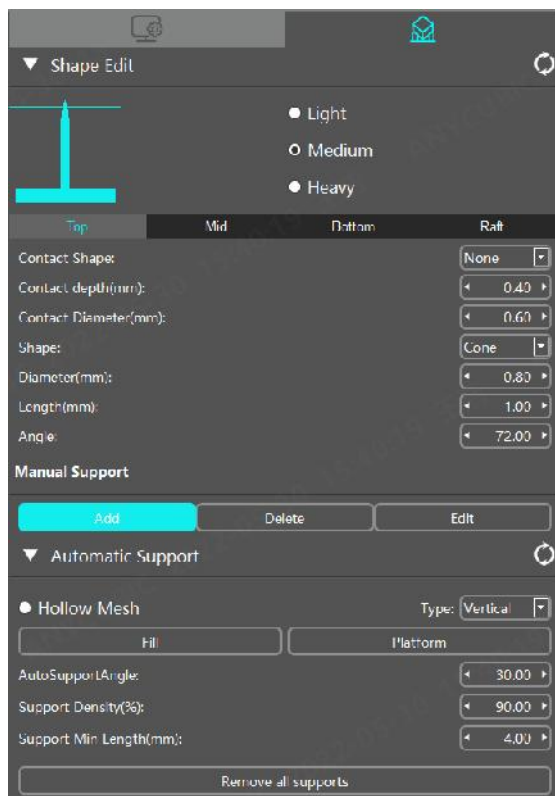 Shape Edit
Light
Medium
Heavy
Top Mid Bottom Raft
Contact Shape: None
Contact depth(mm): 0.40
Contact Diameter(mm): 0.60
Shape: Cone
Diameter(mm): 0.80
Length(mm): 1.00
Angle: 72.00
Manual Support
Add Delete Edit
Automatic Support
Hollow Mesh Type: Vertical
Fill Platform
AutoSupportAngle: 30.00
Support Density(%): 90.00
Support Min Length(mm): 4.00
Remove all supports